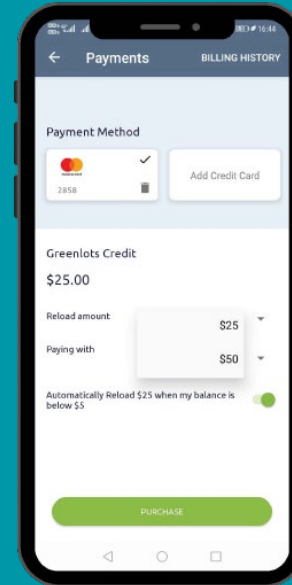 16:44
Payments BILLING HISTORY
Payment Method
2858
Add Credit Card
Greenlots Credit
$25.00
Reload amount
$25
Paying with
$50
Automatically Reload $25 when my balance is
below $5
PURCHASE